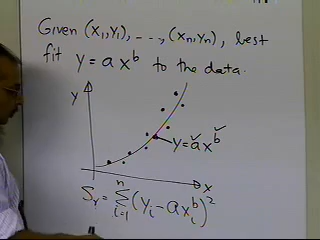 Given (x₁,y₁), - - -, (xₙ,yₙ), best
fit y = a x^b to the data.
y
y = a x^b
x
Sᵣ = Σ_{i=1}^{n} (yᵢ - a xᵢ^b)²